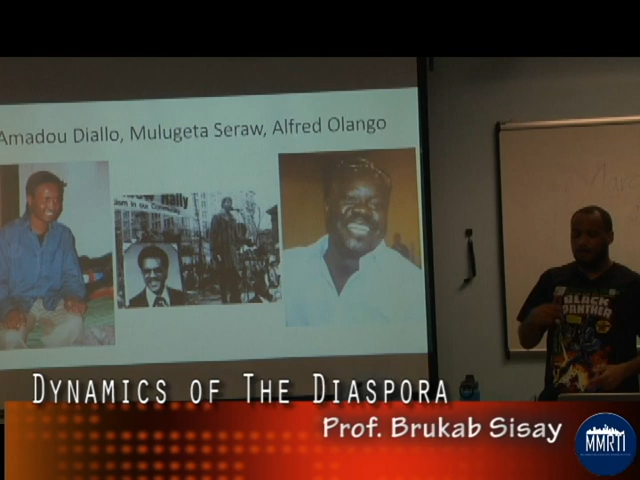 Amadou Diallo, Mulugeta Seraw, Alfred Olango
BLACK
PANTHER
DYNAMICS OF THE DIASPORA
Prof. Brukab Sisay
MMRTI